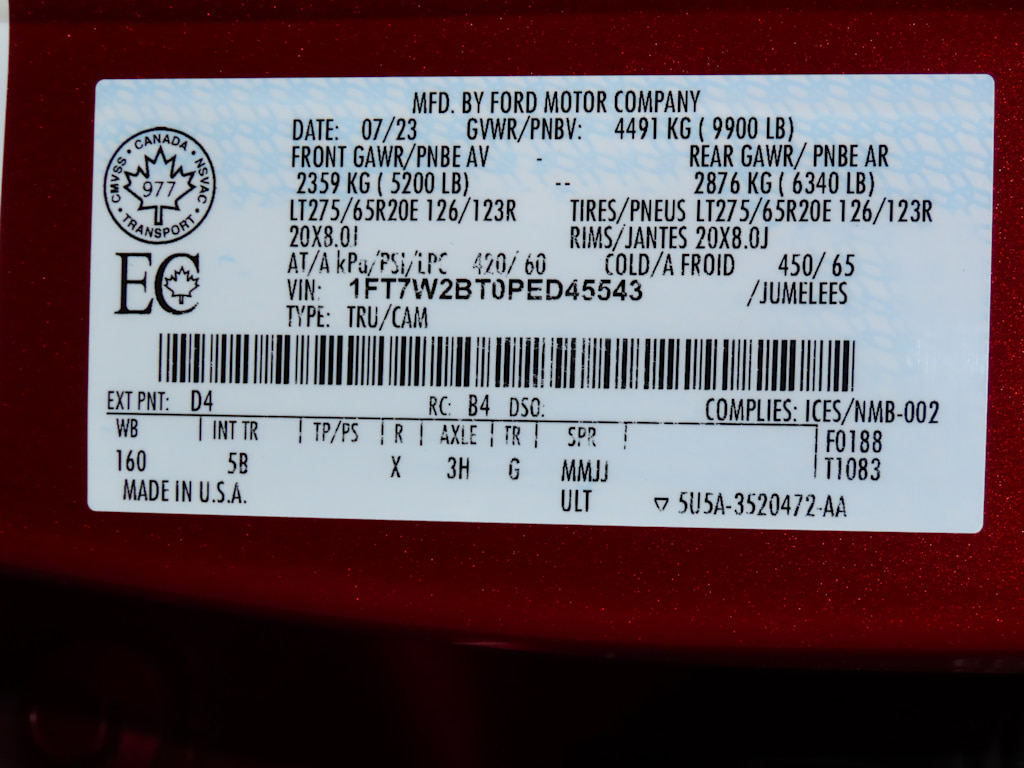 MFD. BY FORD MOTOR COMPANY
DATE: 07/23 GVWR/PNBV: 4491 KG ( 9900 LB)
FRONT GAWR/PNBE AV - REAR GAWR/ PNBE AR
2359 KG ( 5200 LB) -- 2876 KG ( 6340 LB)
LT275/65R20E 126/123R TIRES/PNEUS LT275/65R20E 126/123R
20X8.0J RIMS/JANTES 20X8.0J
AT/A kPa/PSI/LPC 420/ 60 COLD/A FROID 450/ 65
VIN: 1FT7W2BT0PED45543 /JUMELEES
TYPE: TRU/CAM
CANADA
CMVSS NSVAC
977
TRANSPORT
EC
EXT PNT: D4 RC: B4 DSO: COMPLIES: ICES/NMB-002
WB | INT TR | TP/PS | R | AXLE | TR | SPR | F0188
160 5B X 3H G MMJJ T1083
MADE IN U.S.A. ULT ▽ 5U5A-3520472-AA